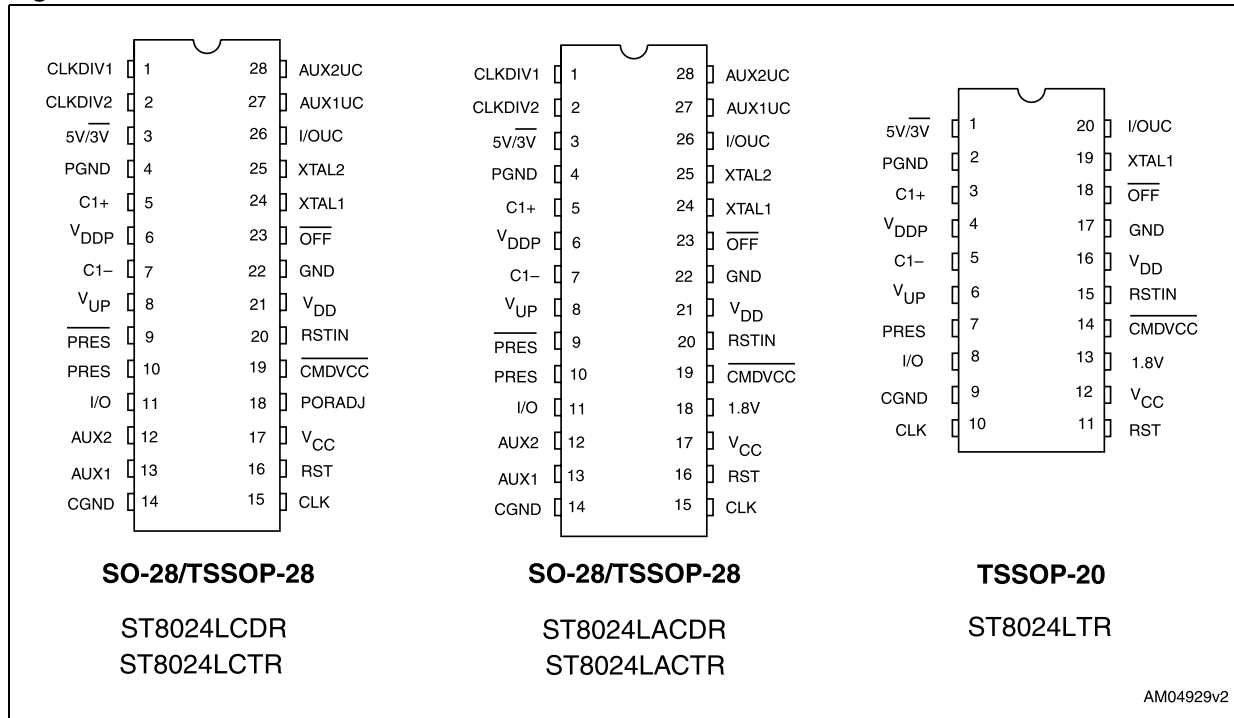 CLKDIV1 1 28 AUX2UC
CLKDIV2 2 27 AUX1UC
5V/3V 3 26 I/OUC
PGND 4 25 XTAL2
C1+ 5 24 XTAL1
VDDP 6 23 OFF
C1– 7 22 GND
VUP 8 21 VDD
PRES 9 20 RSTIN
PRES 10 19 CMDVCC
I/O 11 18 PORADJ
AUX2 12 17 VCC
AUX1 13 16 RST
CGND 14 15 CLK
SO-28/TSSOP-28
ST8024LCDR
ST8024LCTR
CLKDIV1 1 28 AUX2UC
CLKDIV2 2 27 AUX1UC
5V/3V 3 26 I/OUC
PGND 4 25 XTAL2
C1+ 5 24 XTAL1
VDDP 6 23 OFF
C1– 7 22 GND
VUP 8 21 VDD
PRES 9 20 RSTIN
PRES 10 19 CMDVCC
I/O 11 18 1.8V
AUX2 12 17 VCC
AUX1 13 16 RST
CGND 14 15 CLK
SO-28/TSSOP-28
ST8024LACDR
ST8024LACTR
5V/3V 1 20 I/OUC
PGND 2 19 XTAL1
C1+ 3 18 OFF
VDDP 4 17 GND
C1– 5 16 VDD
VUP 6 15 RSTIN
PRES 7 14 CMDVCC
I/O 8 13 1.8V
CGND 9 12 VCC
CLK 10 11 RST
TSSOP-20
ST8024LTR
AM04929v2